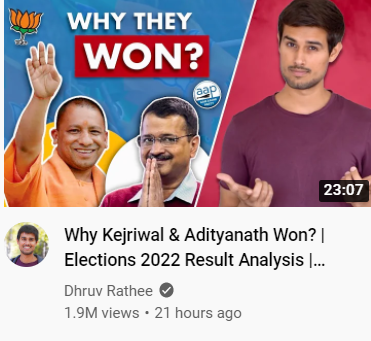 WHY THEY
WON?
aap
23:07
Why Kejriwal & Adityanath Won? |
Elections 2022 Result Analysis |...
Dhruv Rathee
1.9M views • 21 hours ago